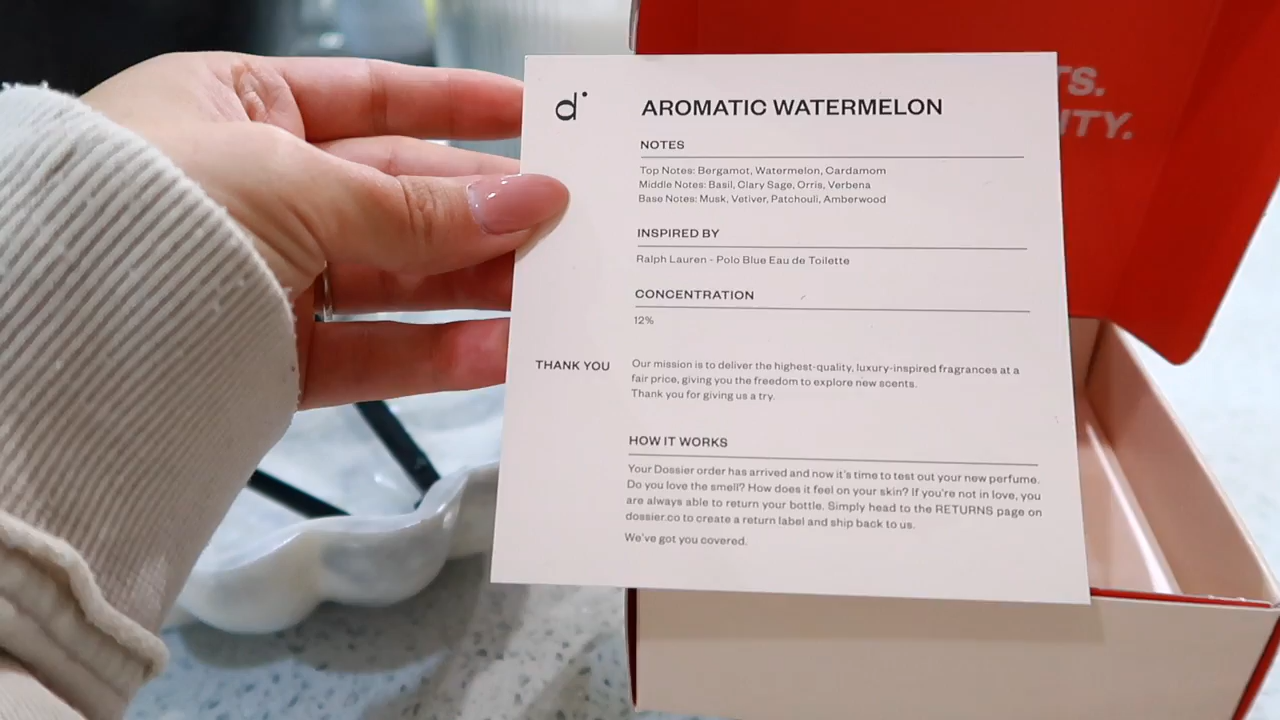 d
AROMATIC WATERMELON
NOTES
Top Notes: Bergamot, Watermelon, Cardamom
Middle Notes: Basil, Clary Sage, Orris, Verbena
Base Notes: Musk, Vetiver, Patchouli, Amberwood
INSPIRED BY
Ralph Lauren - Polo Blue Eau de Toilette
CONCENTRATION
12%
THANK YOU
Our mission is to deliver the highest-quality, luxury-inspired fragrances at a
fair price, giving you the freedom to explore new scents.
Thank you for giving us a try.
HOW IT WORKS
Your Dossier order has arrived and now it's time to test out your new perfume.
Do you love the smell? How does it feel on your skin? If you're not in love, you
are always able to return your bottle. Simply head to the RETURNS page on
dossier.co to create a return label and ship back to us.
We've got you covered.